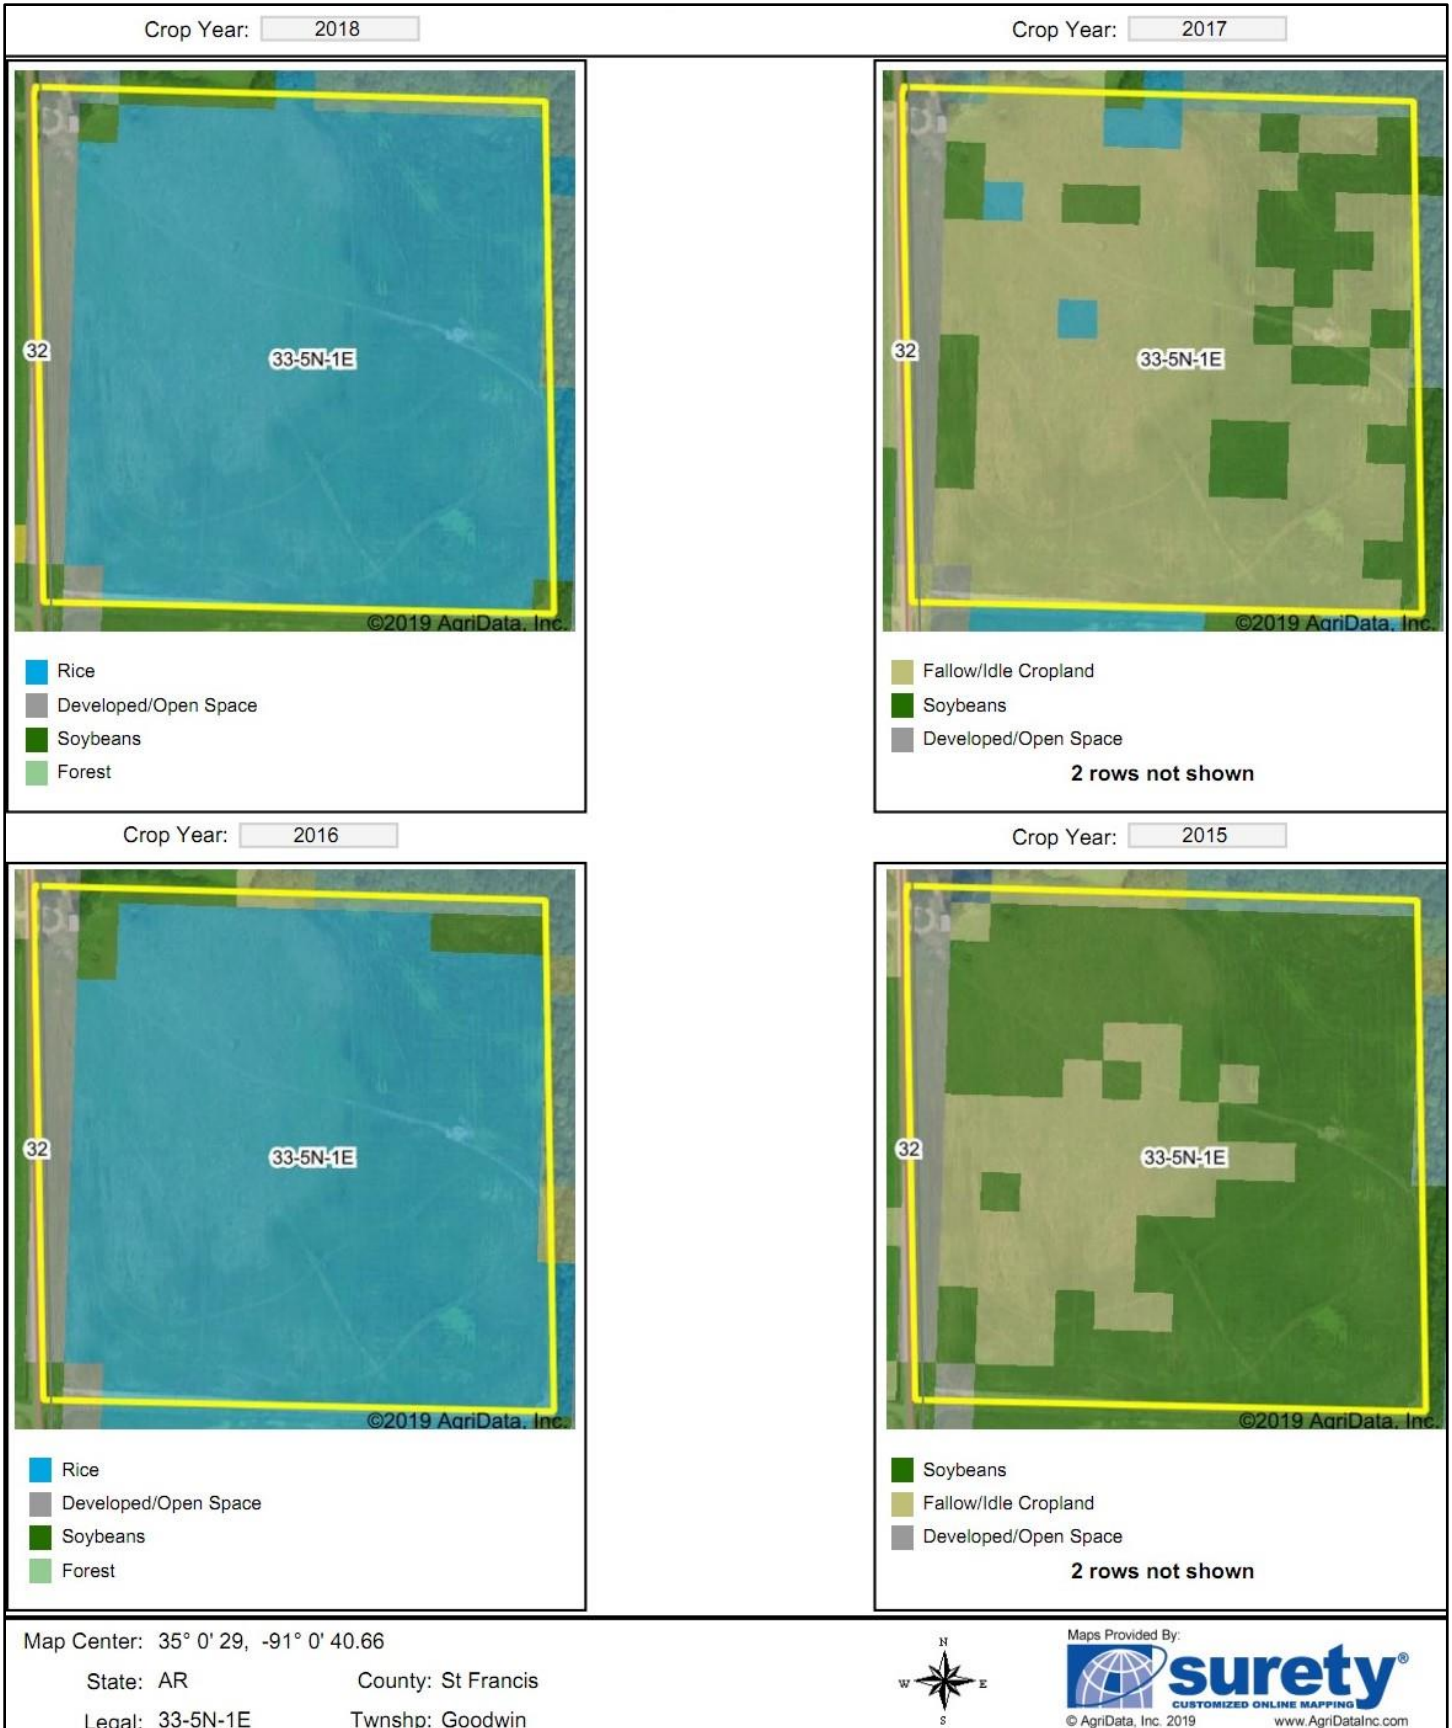 Crop Year: 2018
Crop Year: 2017
32
33-5N-1E
©2019 AgriData, Inc.
32
33-5N-1E
©2019 AgriData, Inc.
Rice
Developed/Open Space
Soybeans
Forest
Fallow/Idle Cropland
Soybeans
Developed/Open Space
2 rows not shown
Crop Year: 2016
Crop Year: 2015
32
33-5N-1E
©2019 AgriData, Inc.
32
33-5N-1E
©2019 AgriData, Inc.
Rice
Developed/Open Space
Soybeans
Forest
Soybeans
Fallow/Idle Cropland
Developed/Open Space
2 rows not shown
Map Center: 35° 0' 29, -91° 0' 40.66
State: AR County: St Francis
Legal: 33-5N-1E Twnshp: Goodwin
N
W E
S
Maps Provided By:
surety®
CUSTOMIZED ONLINE MAPPING
© AgriData, Inc. 2019 www.AgriDataInc.com